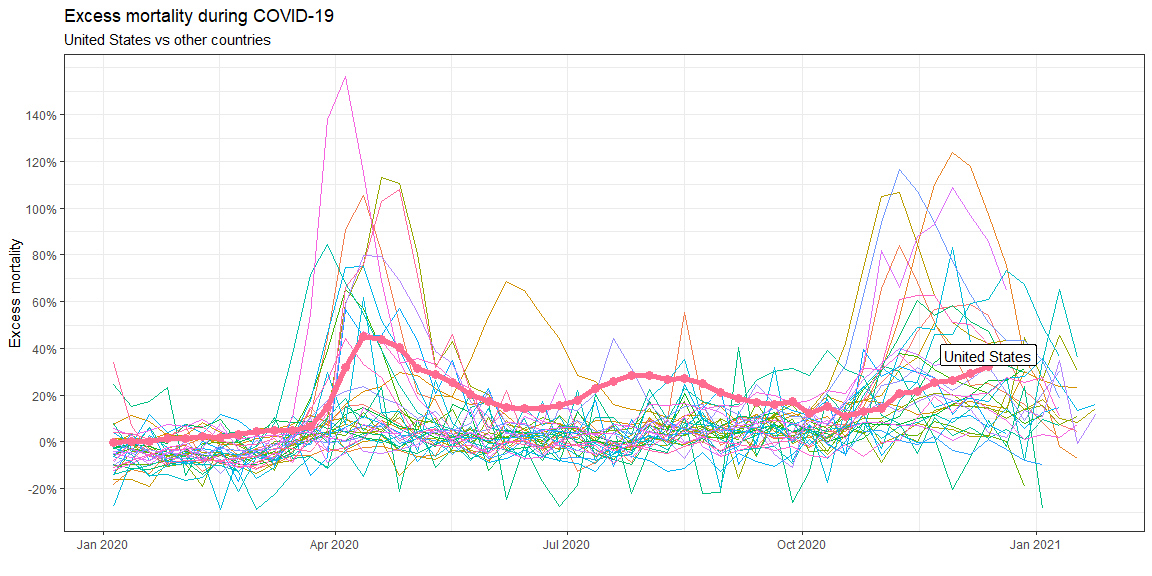 Excess mortality during COVID-19
United States vs other countries
Excess mortality
140%
120%
100%
80%
60%
40%
20%
0%
-20%
United States
Jan 2020
Apr 2020
Jul 2020
Oct 2020
Jan 2021